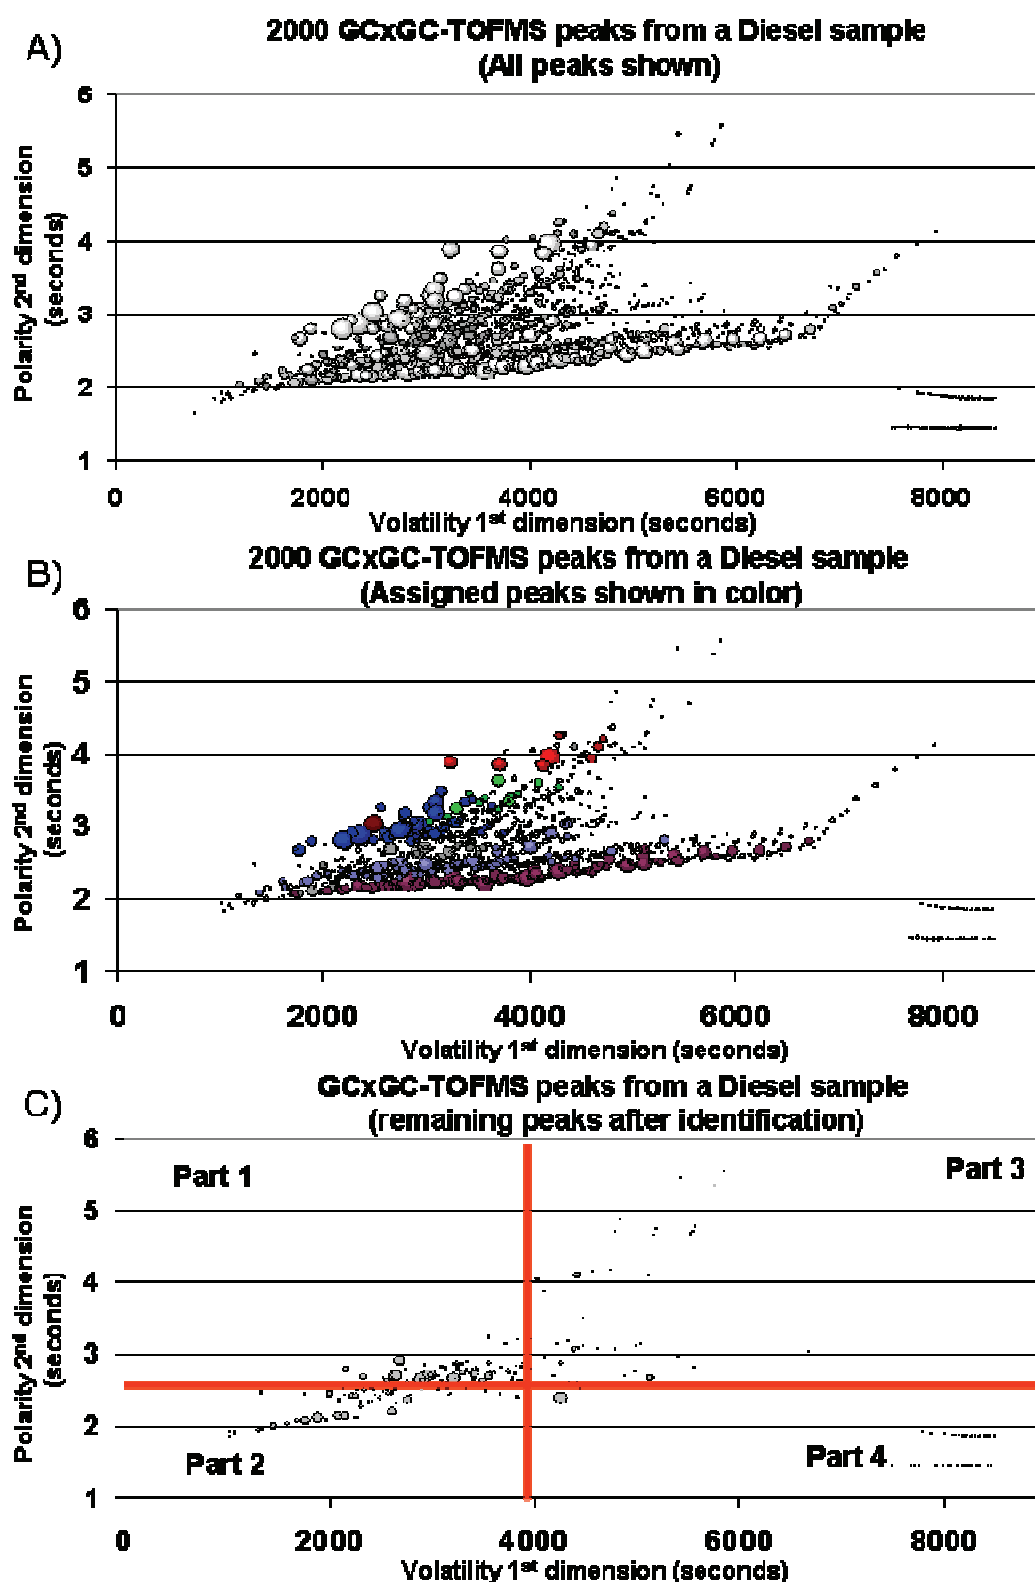 A)
2000 GCxGC-TOFMS peaks from a Diesel sample
(All peaks shown)
Polarity 2nd dimension
(seconds)
6
5
4
3
2
1
0 2000 4000 6000 8000
Volatility 1st dimension (seconds)
B)
2000 GCxGC-TOFMS peaks from a Diesel sample
(Assigned peaks shown in color)
Polarity 2nd dimension
(seconds)
6
5
4
3
2
1
0 2000 4000 6000 8000
Volatility 1st dimension (seconds)
C)
GCxGC-TOFMS peaks from a Diesel sample
(remaining peaks after identification)
Polarity 2nd dimension
(seconds)
6
5
4
3
2
1
Part 1
Part 3
Part 2
Part 4
0 2000 4000 6000 8000
Volatility 1st dimension (seconds)